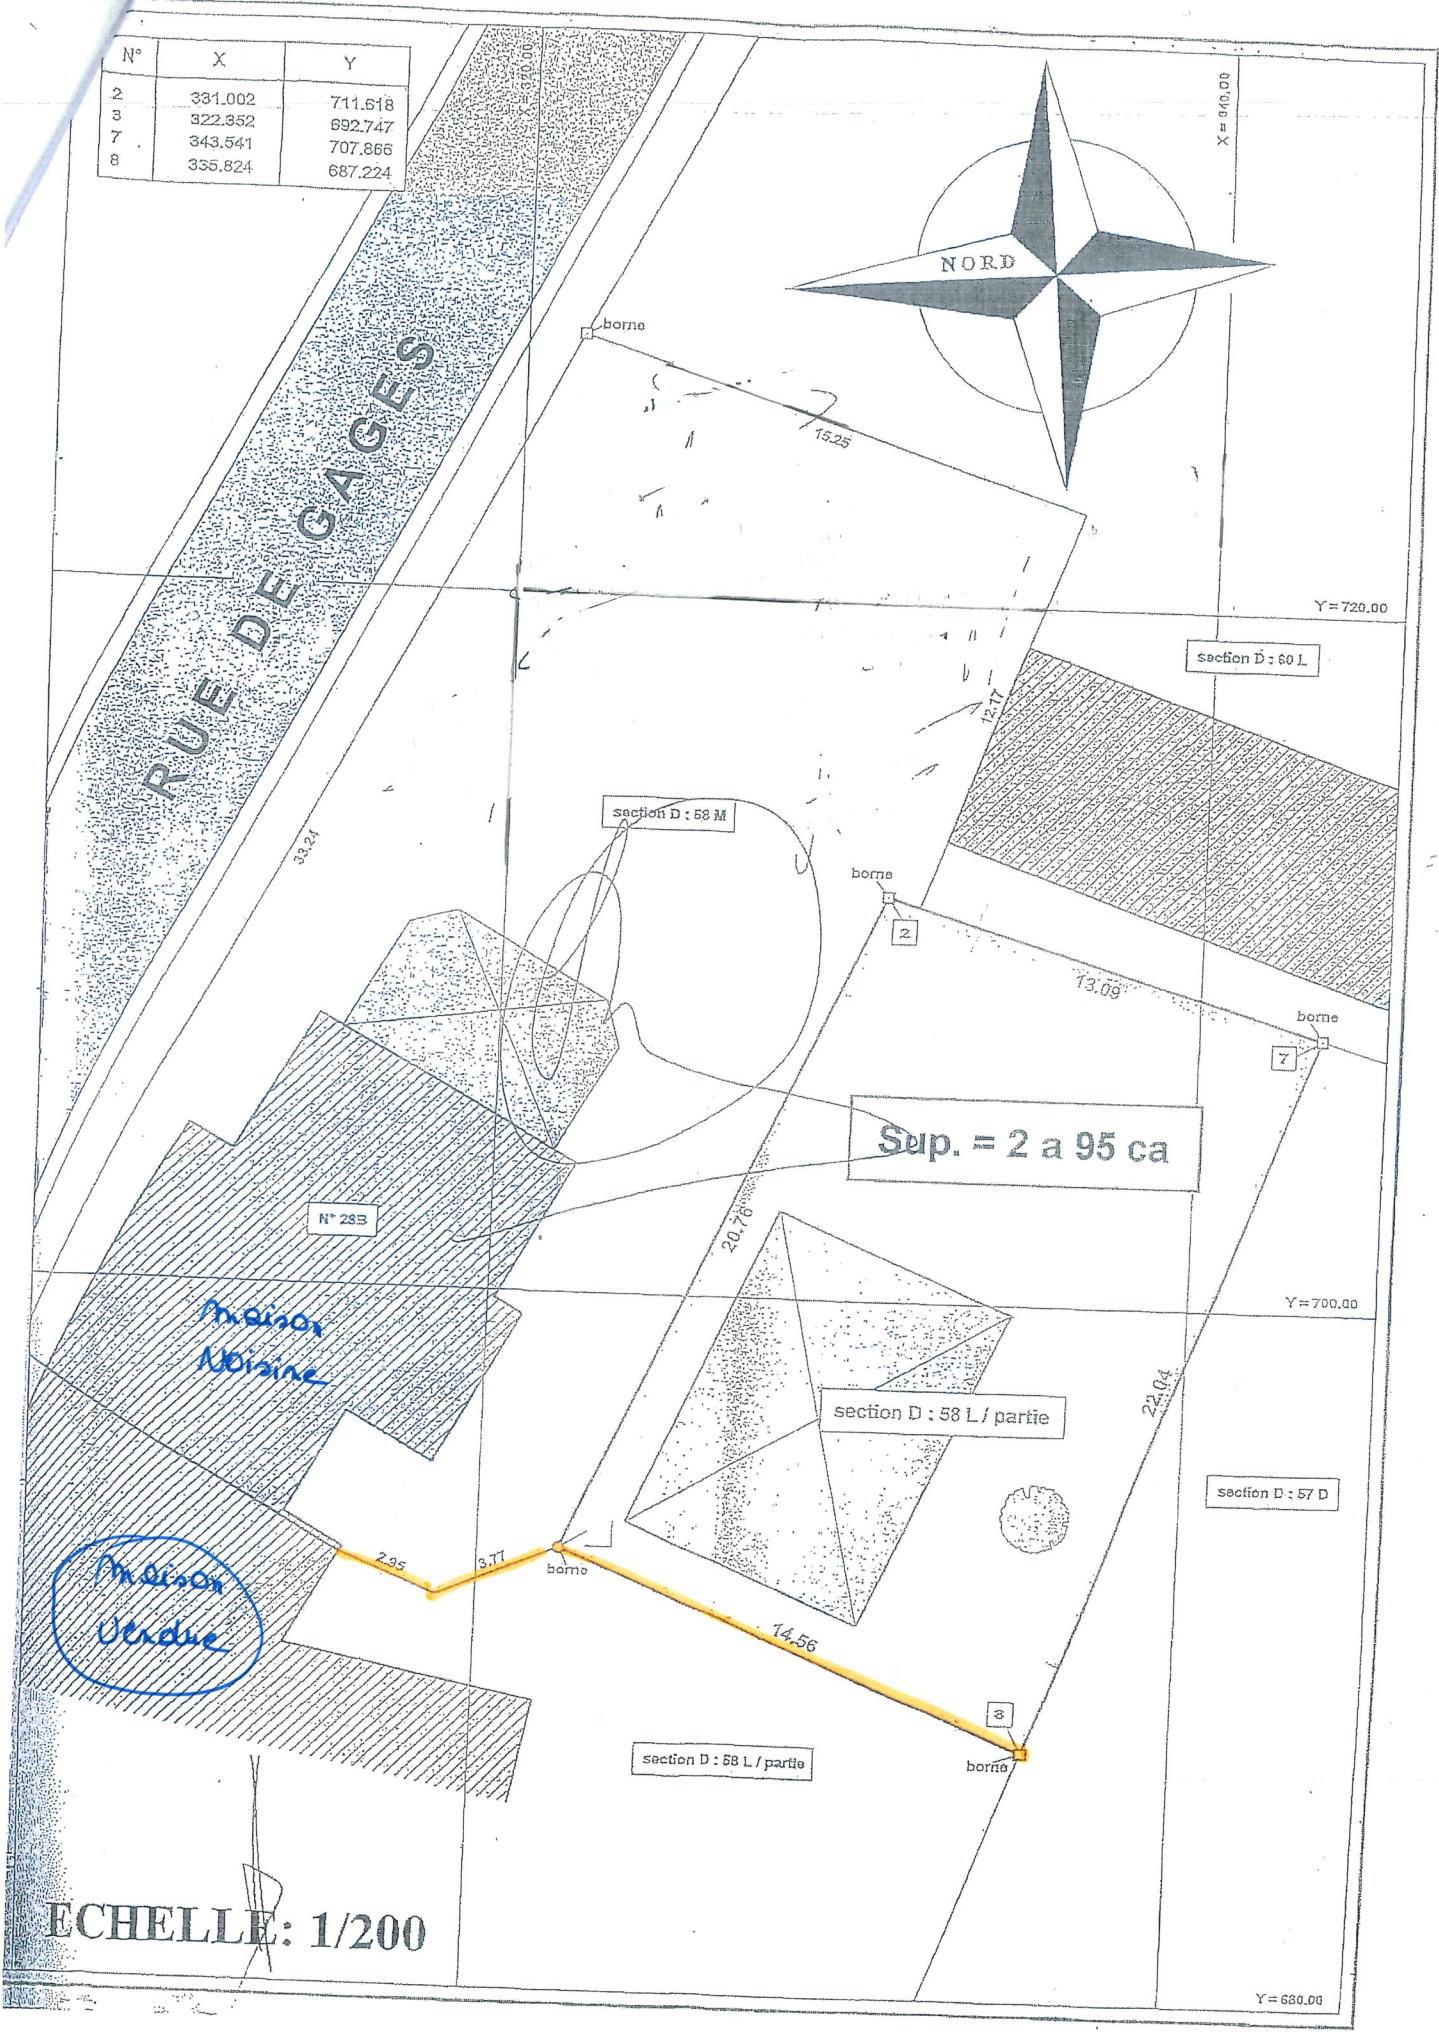 N° X Y
2 331.002 711.618
3 322.352 692.747
7 343.541 707.866
8 335.824 687.224
X = 340.00
NORD
borne
15.25
RUE DE GAGES
Y=720.00
section D : 60 L
12.17
section D : 58 M
33.24
borne
2
13.09
borne
7
Sup. = 2 a 95 ca
N° 28B
20.76
Y=700.00
maison
Voisine
22.04
section D : 58 L / partie
section D : 57 D
2.95
3.77
borne
maison
Vendue
14.56
8
section D : 58 L / partie
borne
ECHELLE: 1/200
Y=680.00